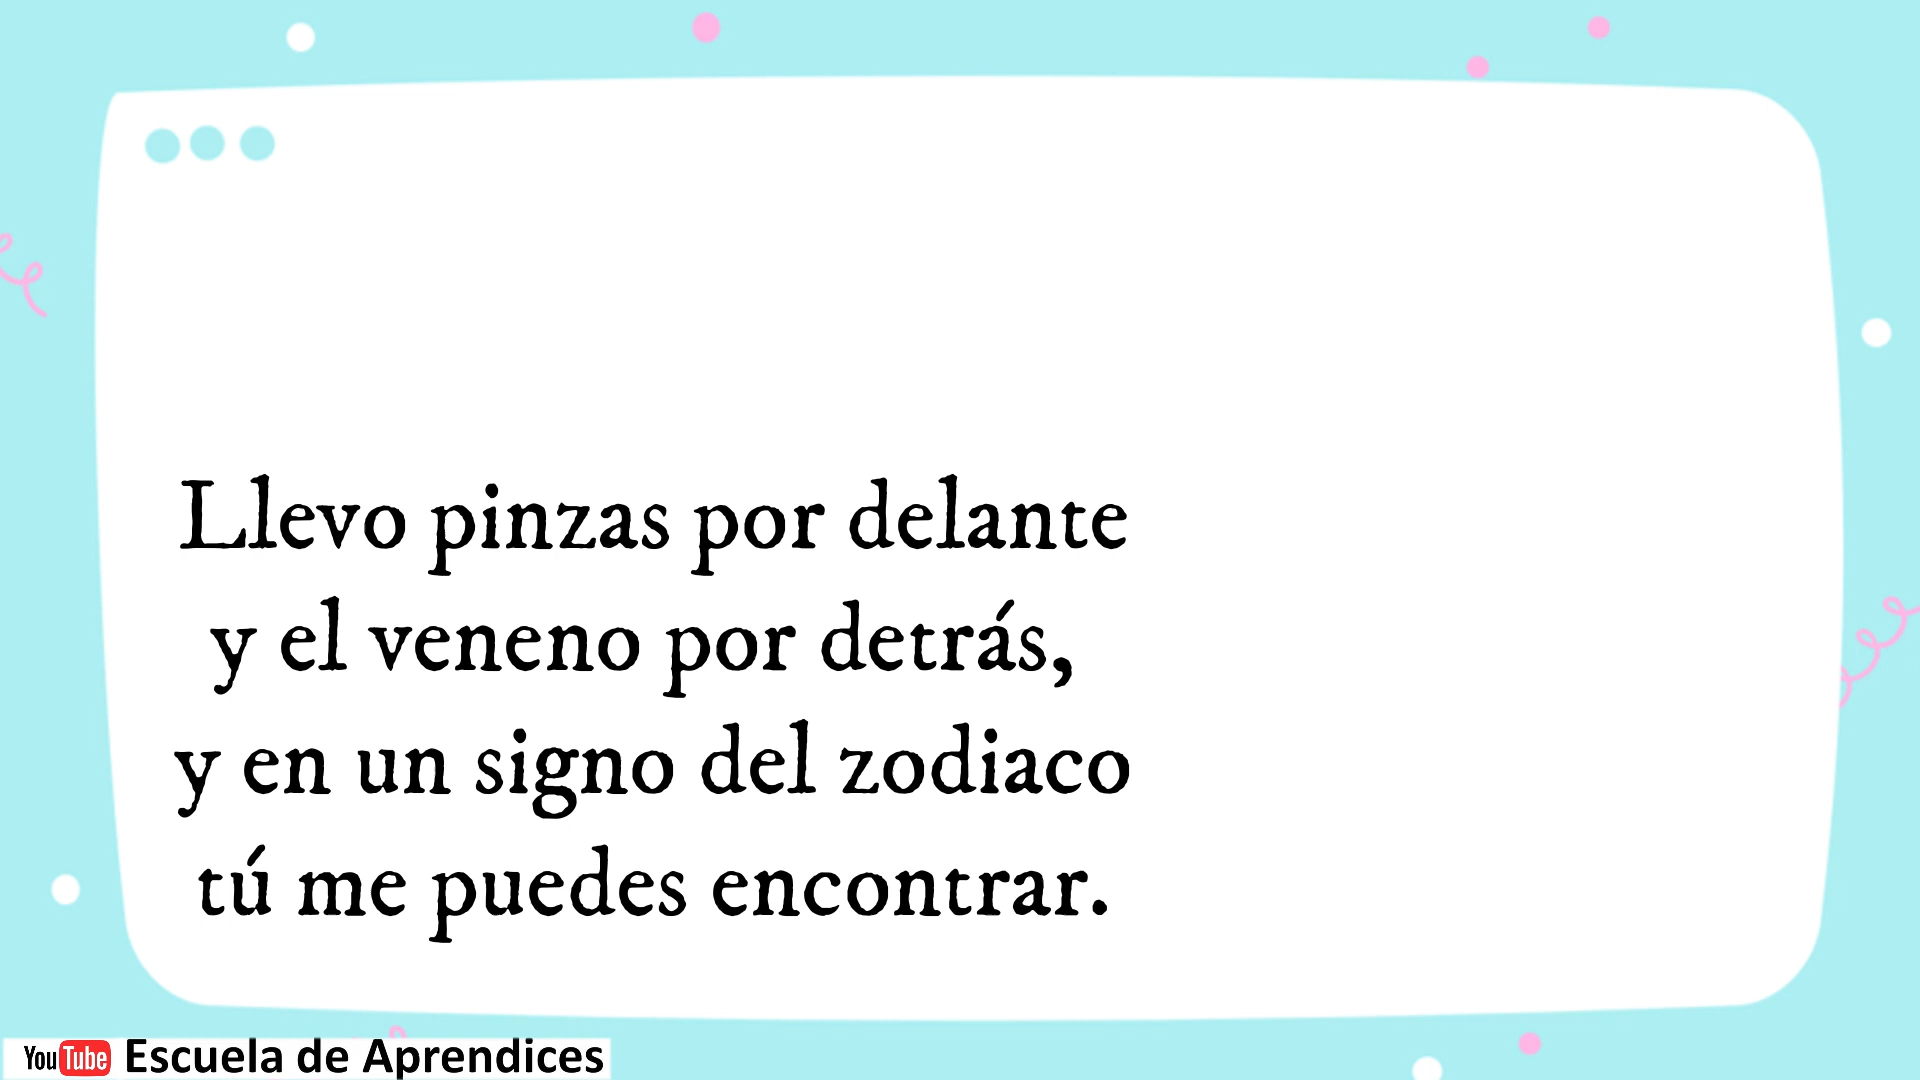 Llevo pinzas por delante
y el veneno por detrás,
y en un signo del zodiaco
tú me puedes encontrar.
YouTube Escuela de Aprendices